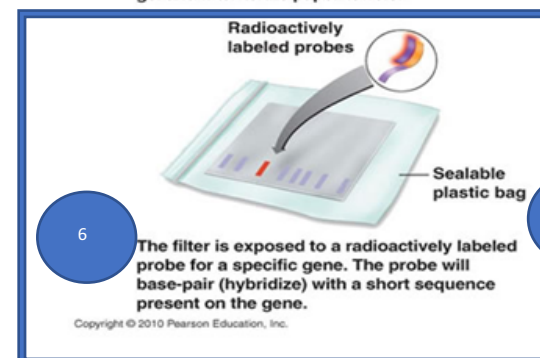 Radioactively
labeled probes
Sealable
plastic bag
6
The filter is exposed to a radioactively labeled
probe for a specific gene. The probe will
base-pair (hybridize) with a short sequence
present on the gene.
Copyright © 2010 Pearson Education, Inc.